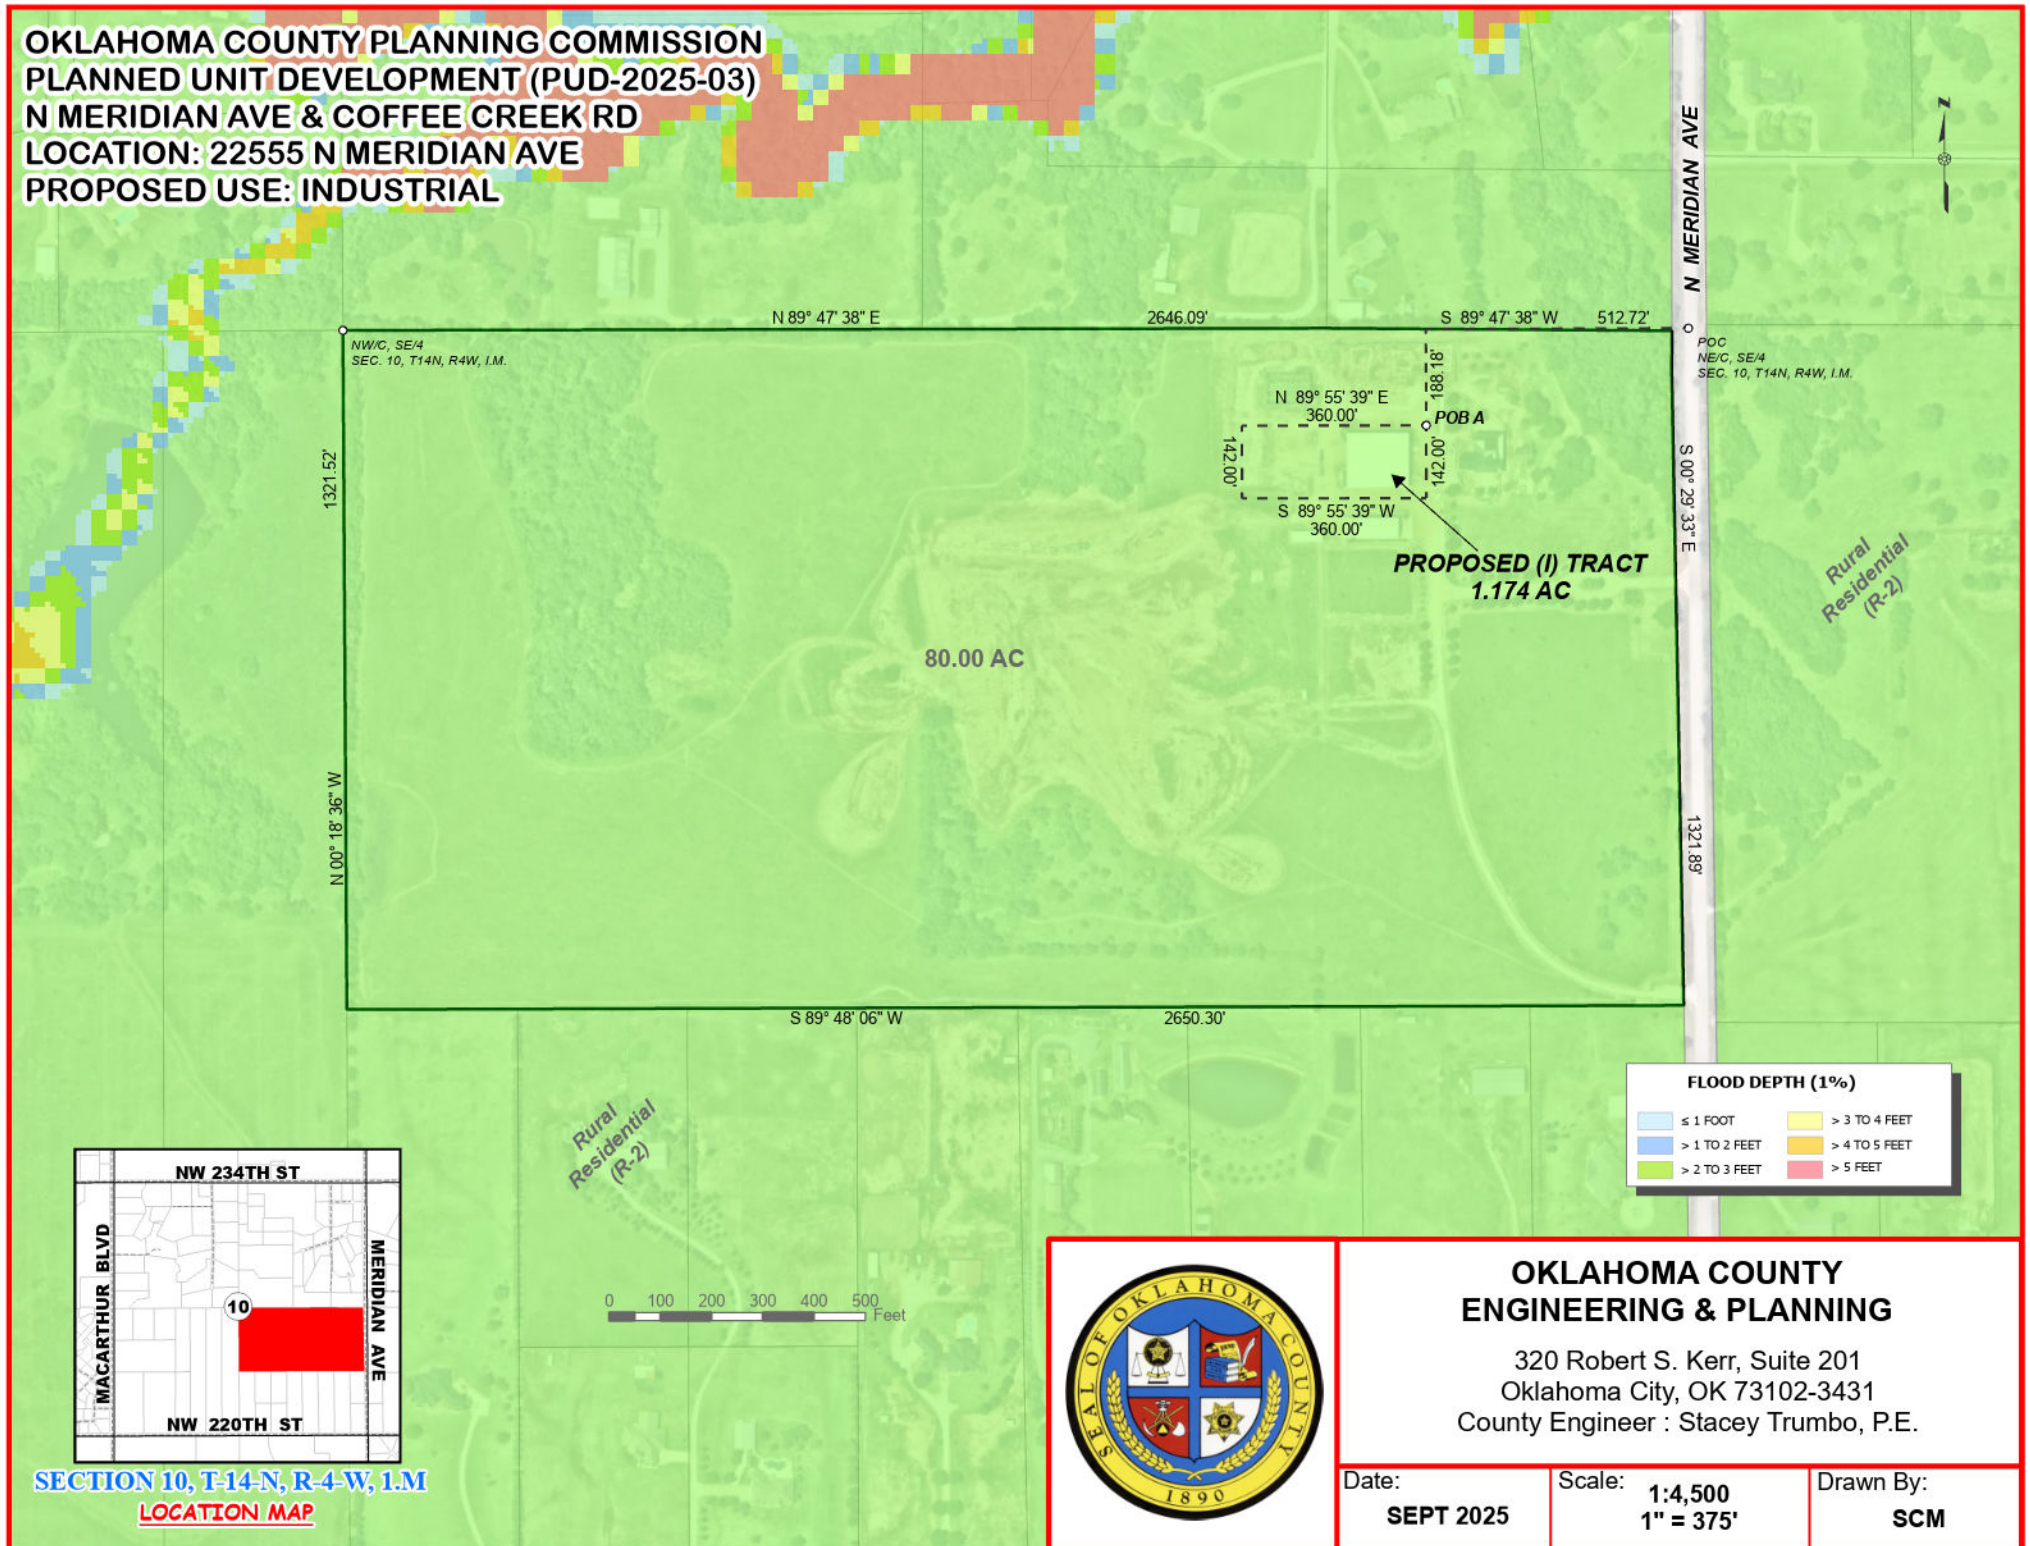 OKLAHOMA COUNTY PLANNING COMMISSION
PLANNED UNIT DEVELOPMENT (PUD-2025-03)
N MERIDIAN AVE & COFFEE CREEK RD
LOCATION: 22555 N MERIDIAN AVE
PROPOSED USE: INDUSTRIAL
N
N MERIDIAN AVE
N 89° 47' 38" E
2646.09'
S 89° 47' 38" W
512.72'
NW/C, SE/4
SEC. 10, T14N, R4W, I.M.
POC
NE/C, SE/4
SEC. 10, T14N, R4W, I.M.
188.18'
N 89° 55' 39" E
360.00'
POB A
142.00'
142.00'
S 89° 55' 39" W
360.00'
1321.52'
S 00° 29' 33" E
PROPOSED (I) TRACT
1.174 AC
Rural
Residential
(R-2)
80.00 AC
N 00° 18' 36" W
1321.89'
S 89° 48' 06" W
2650.30'
FLOOD DEPTH (1%)
≤ 1 FOOT
> 1 TO 2 FEET
> 2 TO 3 FEET
> 3 TO 4 FEET
> 4 TO 5 FEET
> 5 FEET
Rural
Residential
(R-2)
NW 234TH ST
MACARTHUR BLVD
MERIDIAN AVE
10
NW 220TH ST
SECTION 10, T-14-N, R-4-W, 1.M
LOCATION MAP
0 100 200 300 400 500
Feet
SEAL OF OKLAHOMA COUNTY
1890
OKLAHOMA COUNTY
ENGINEERING & PLANNING
320 Robert S. Kerr, Suite 201
Oklahoma City, OK 73102-3431
County Engineer : Stacey Trumbo, P.E.
Date:
SEPT 2025
Scale:
1:4,500
1" = 375'
Drawn By:
SCM